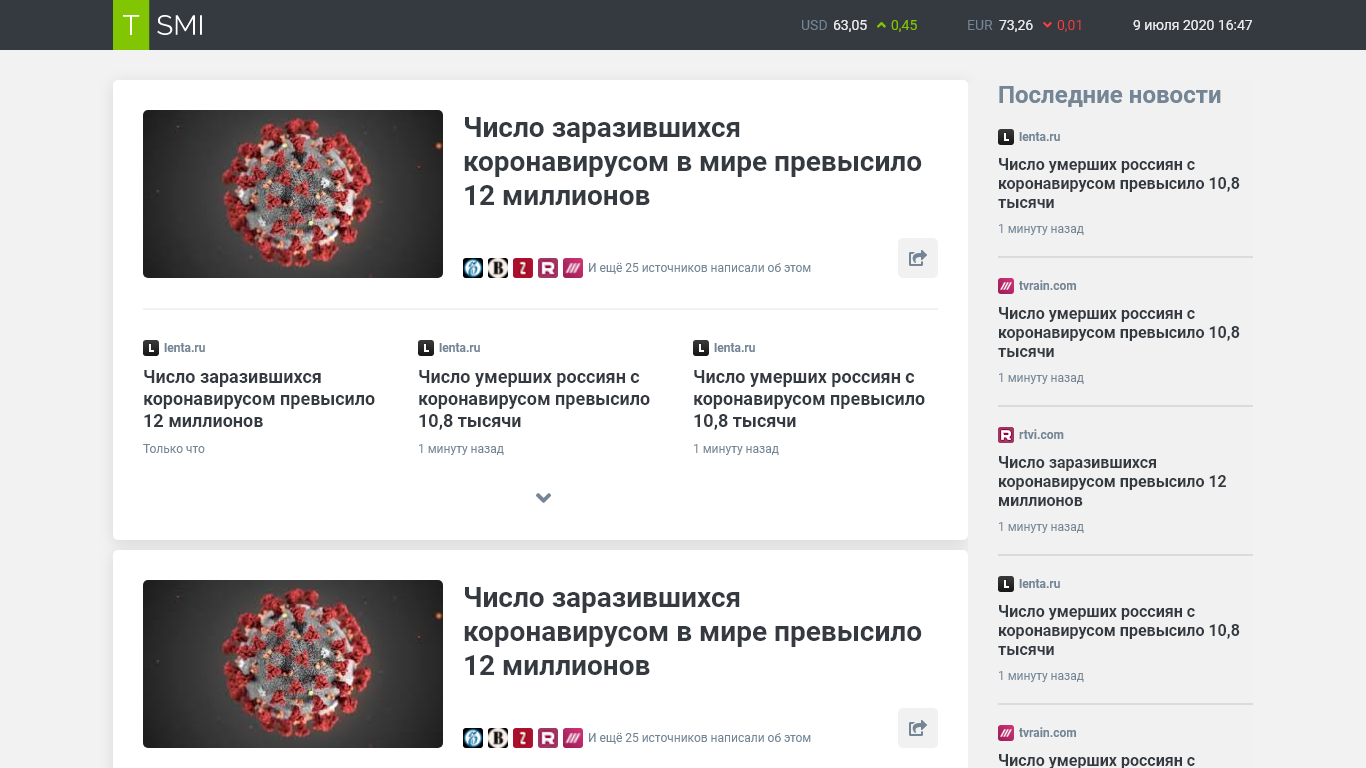 T SMI
USD 63,05 0,45
EUR 73,26 0,01
9 июля 2020 16:47
Число заразившихся
коронавирусом в мире превысило
12 миллионов
И ещё 25 источников написали об этом
lenta.ru
Число заразившихся
коронавирусом превысило
12 миллионов
Только что
lenta.ru
Число умерших россиян с
коронавирусом превысило
10,8 тысячи
1 минуту назад
lenta.ru
Число умерших россиян с
коронавирусом превысило
10,8 тысячи
1 минуту назад
Число заразившихся
коронавирусом в мире превысило
12 миллионов
И ещё 25 источников написали об этом
Последние новости
lenta.ru
Число умерших россиян с
коронавирусом превысило 10,8
тысячи
1 минуту назад
tvrain.com
Число умерших россиян с
коронавирусом превысило 10,8
тысячи
1 минуту назад
rtvi.com
Число заразившихся
коронавирусом превысило 12
миллионов
1 минуту назад
lenta.ru
Число умерших россиян с
коронавирусом превысило 10,8
тысячи
1 минуту назад
tvrain.com
Число умерших россиян с